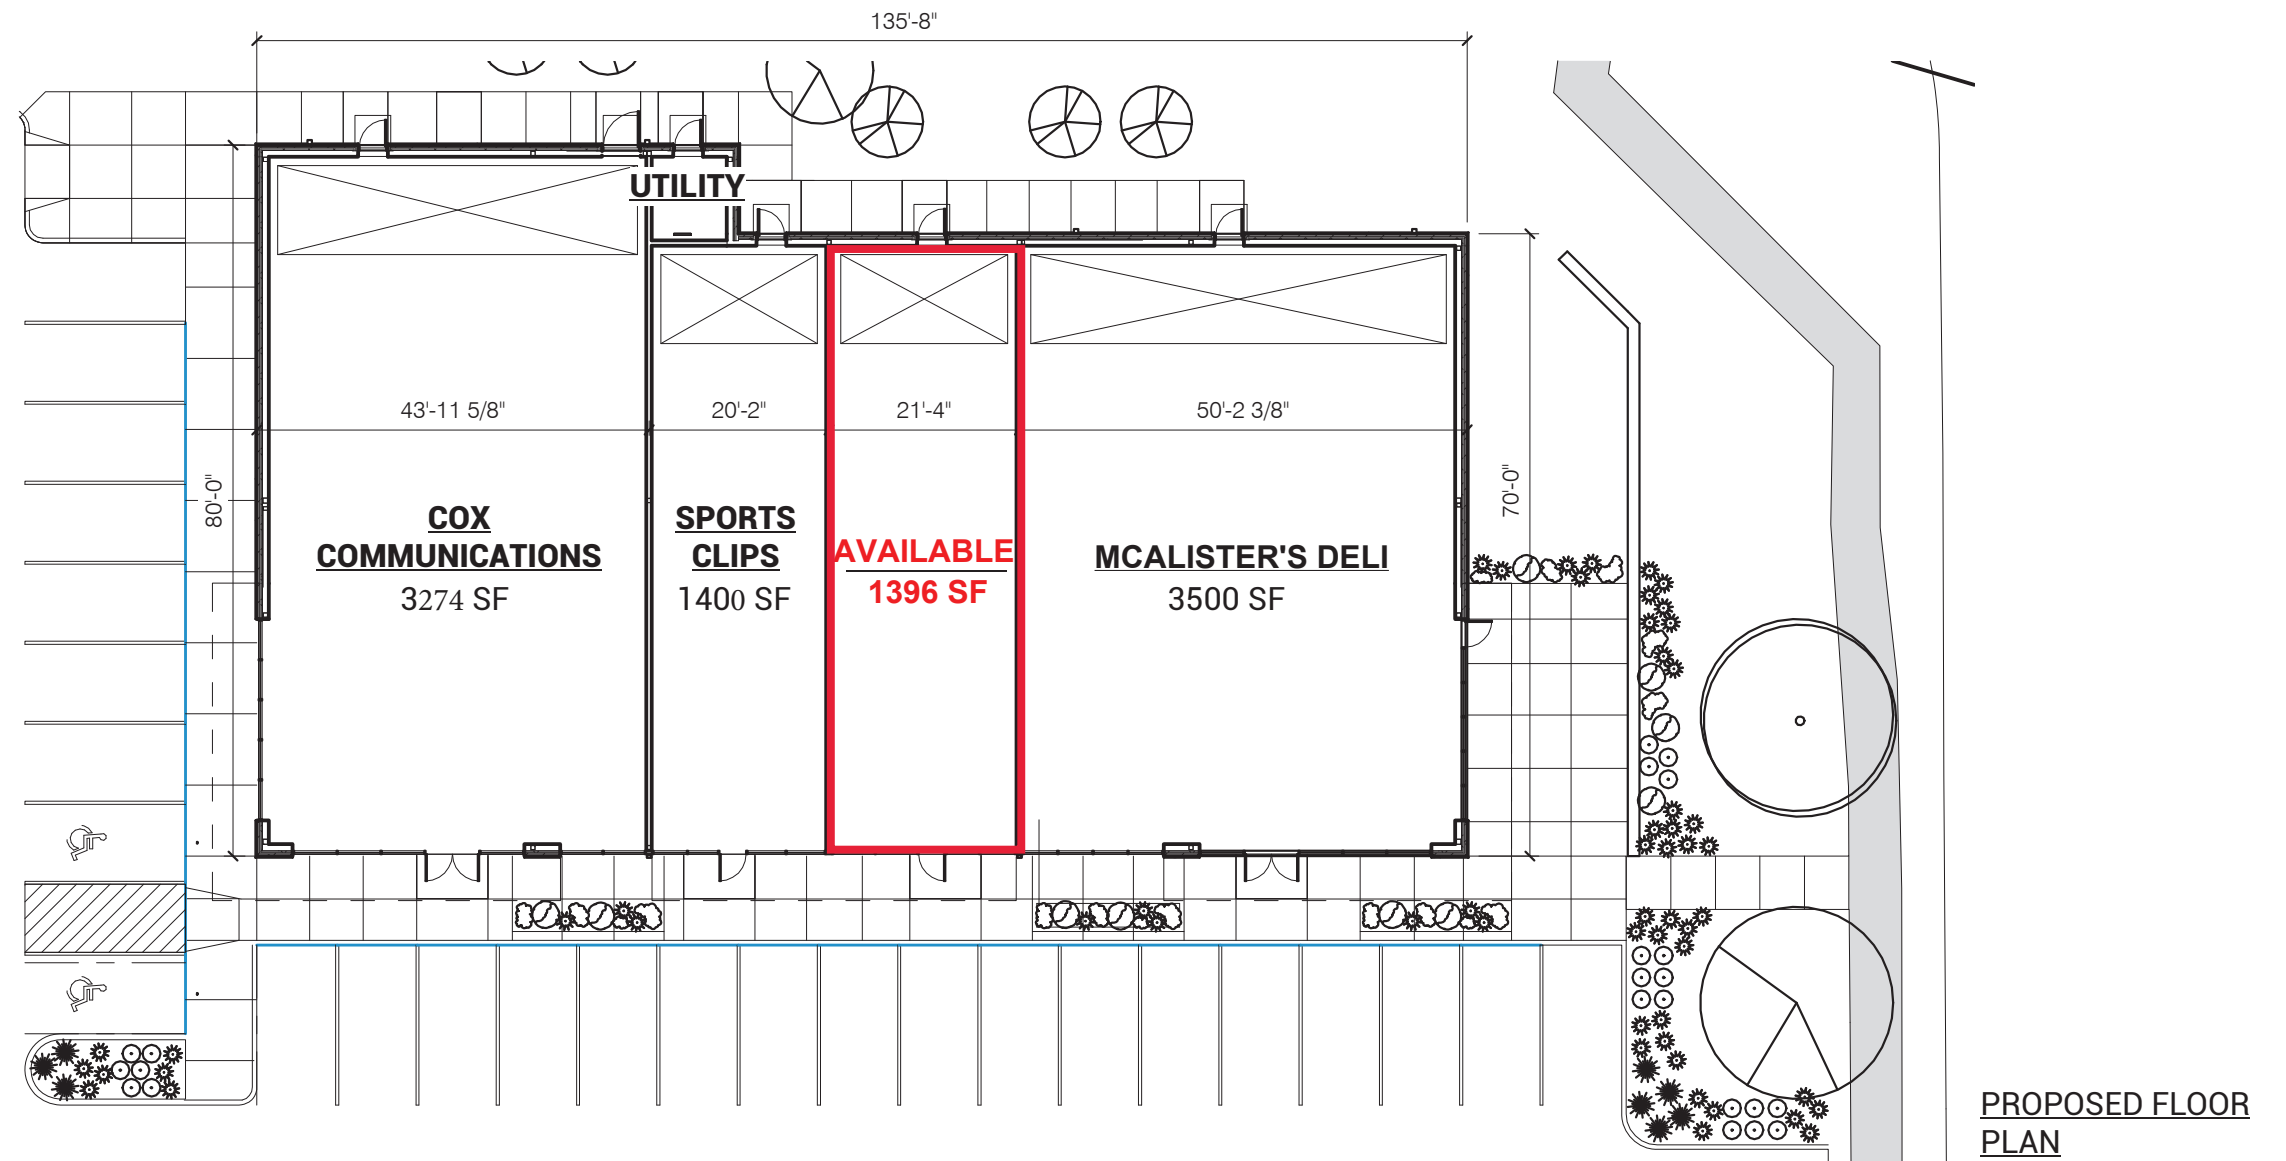 135'-8"
UTILITY
43'-11 5/8"
20'-2"
21'-4"
50'-2 3/8"
80'-0"
70'-0"
COX
COMMUNICATIONS
3274 SF
SPORTS
CLIPS
1400 SF
AVAILABLE
1396 SF
MCALISTER'S DELI
3500 SF
PROPOSED FLOOR
PLAN